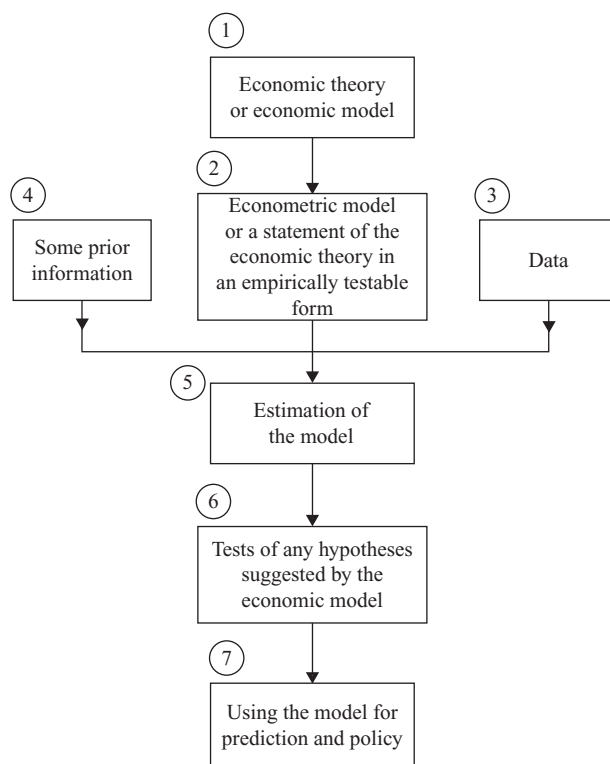 1
Economic theory
or economic model
2
Econometric model
or a statement of the
economic theory in
an empirically testable
form
4
Some prior
information
3
Data
5
Estimation of
the model
6
Tests of any hypotheses
suggested by the
economic model
7
Using the model for
prediction and policy